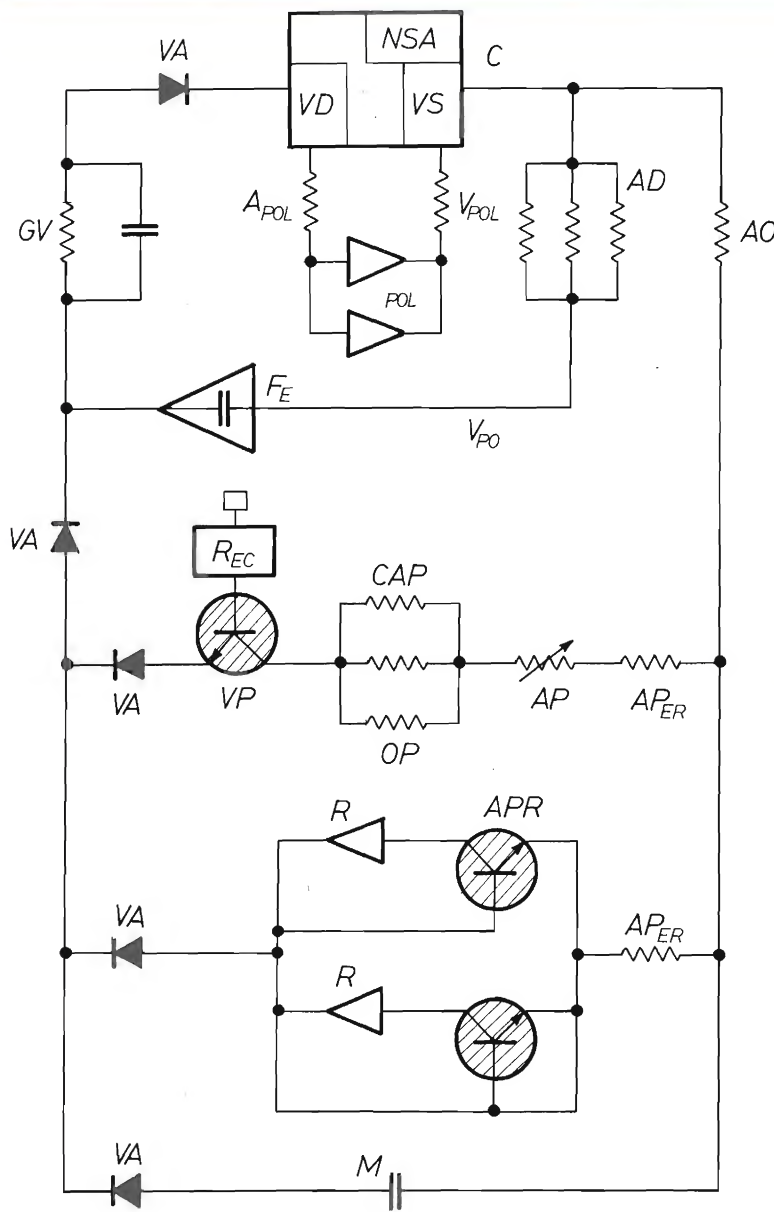 VA
NSA
C
VD
VS
A_POL
V_POL
AD
GV
AO
POL
F_E
V_PO
VA
R_EC
CAP
VA
VP
AP
AP_ER
OP
R
APR
VA
AP_ER
R
VA
M